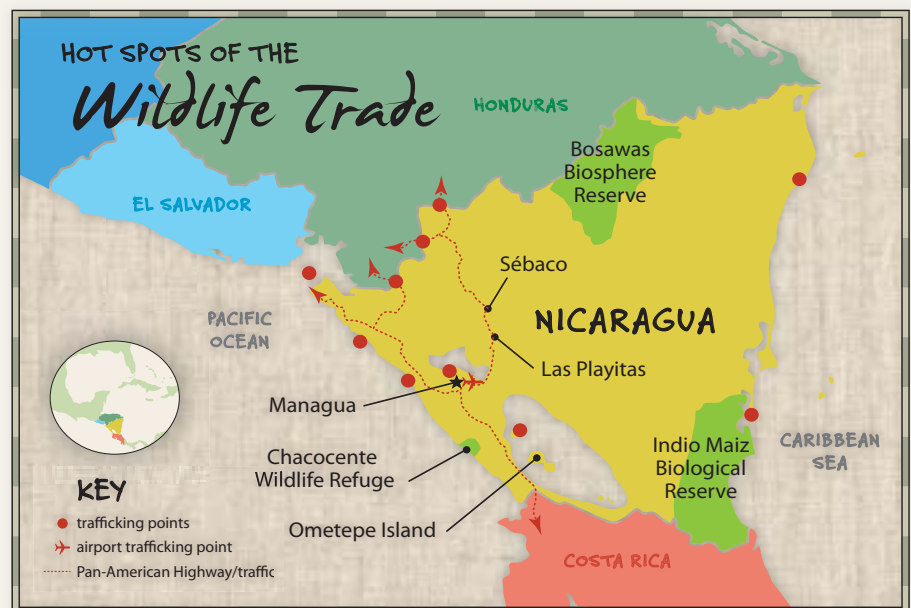 HOT SPOTS OF THE
Wildlife Trade
HONDURAS
Bosawas
Biosphere
Reserve
EL SALVADOR
Sébaco
NICARAGUA
PACIFIC
OCEAN
Las Playitas
Managua
Chacocente
Wildlife Refuge
Indio Maiz
Biological
Reserve
CARIBBEAN
SEA
Ometepe Island
COSTA RICA
KEY
trafficking points
airport trafficking point
Pan-American Highway/traffic